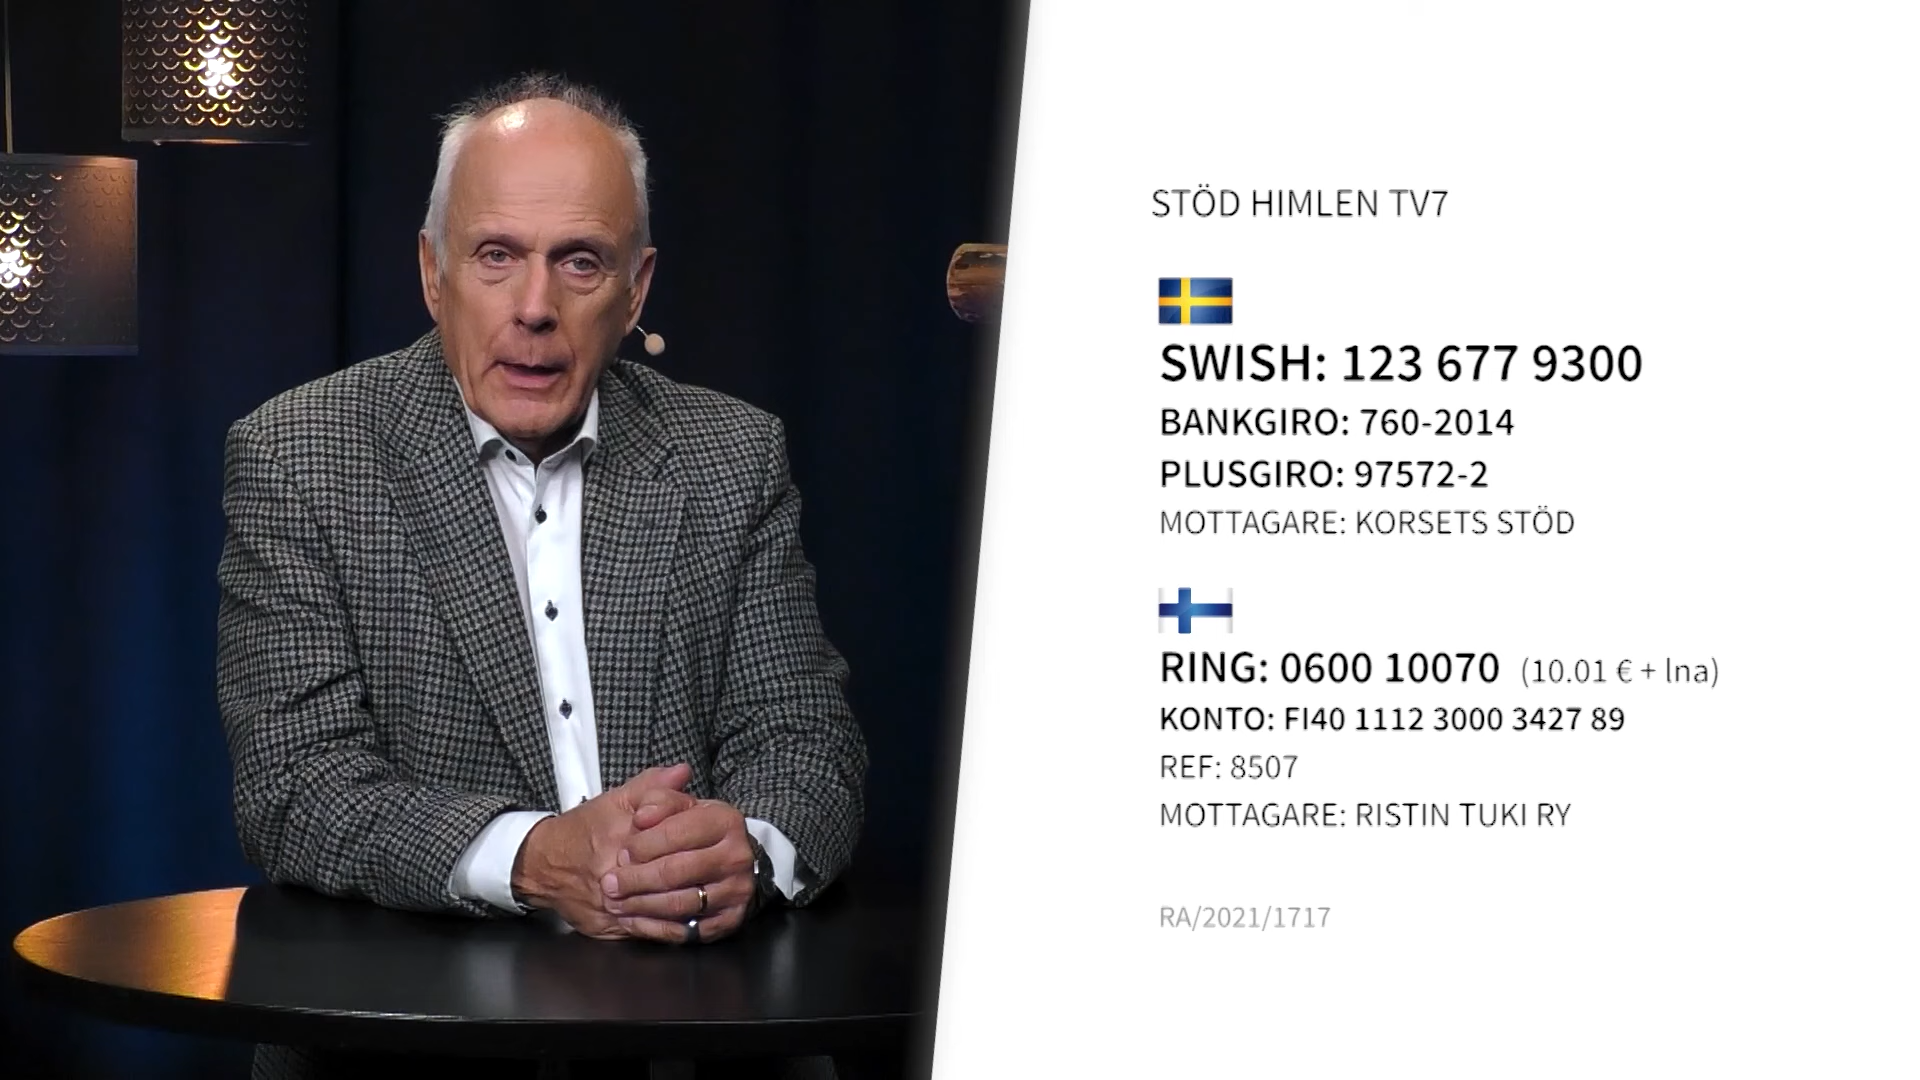 STÖD HIMLEN TV7
SWISH: 123 677 9300
BANKGIRO: 760-2014
PLUSGIRO: 97572-2
MOTTAGARE: KORSETS STÖD
RING: 0600 10070 (10.01 € + lna)
KONTO: FI40 1112 3000 3427 89
REF: 8507
MOTTAGARE: RISTIN TUKI RY
RA/2021/1717